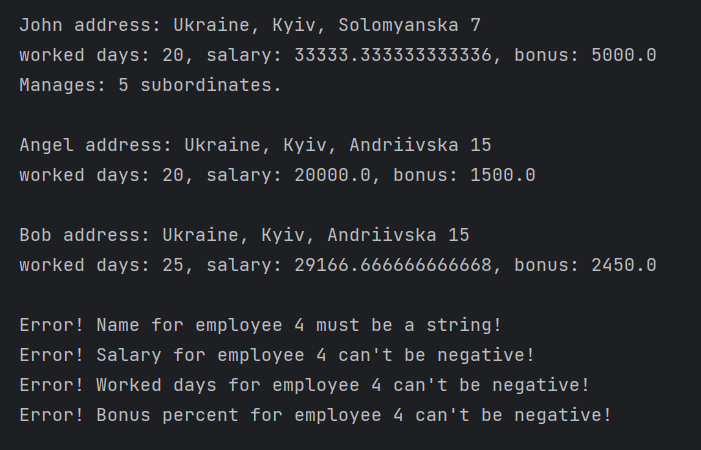 John address: Ukraine, Kyiv, Solomyanska 7
worked days: 20, salary: 33333.333333333336, bonus: 5000.0
Manages: 5 subordinates.
Angel address: Ukraine, Kyiv, Andriivska 15
worked days: 20, salary: 20000.0, bonus: 1500.0
Bob address: Ukraine, Kyiv, Andriivska 15
worked days: 25, salary: 29166.666666666668, bonus: 2450.0
Error! Name for employee 4 must be a string!
Error! Salary for employee 4 can't be negative!
Error! Worked days for employee 4 can't be negative!
Error! Bonus percent for employee 4 can't be negative!